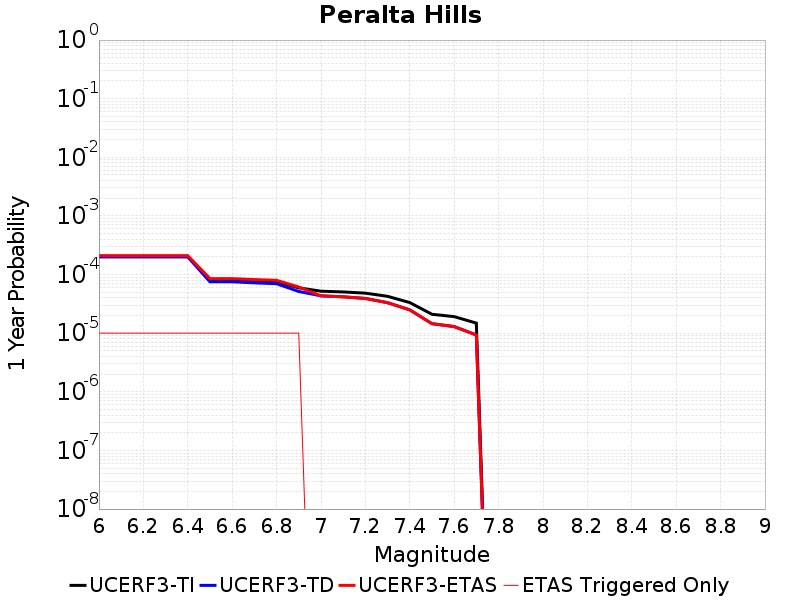 Peralta Hills
1 Year Probability
10^0
10^-1
10^-2
10^-3
10^-4
10^-5
10^-6
10^-7
10^-8
6 6.2 6.4 6.6 6.8 7 7.2 7.4 7.6 7.8 8 8.2 8.4 8.6 8.8 9
Magnitude
UCERF3-TI UCERF3-TD UCERF3-ETAS ETAS Triggered Only